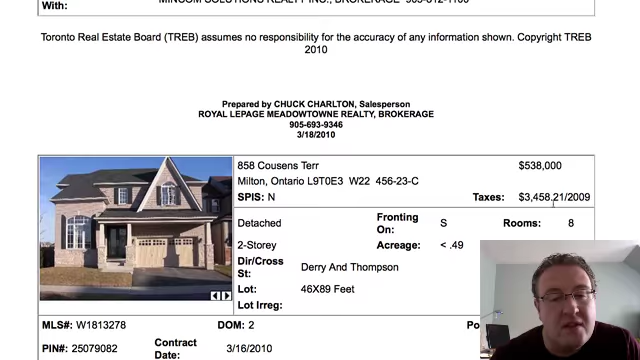 With:
Toronto Real Estate Board (TREB) assumes no responsibility for the accuracy of any information shown. Copyright TREB
2010
Prepared by CHUCK CHARLTON, Salesperson
ROYAL LEPAGE MEADOWTOWNE REALTY, BROKERAGE
905-693-9346
3/18/2010
858 Cousens Terr $538,000
Milton, Ontario L9T0E3 W22 456-23-C
SPIS: N Taxes: $3,458.21/2009
Detached Fronting On: S Rooms: 8
2-Storey Acreage: < .49
Dir/Cross St: Derry And Thompson
Lot: 46X89 Feet
Lot Irreg:
MLS#: W1813278 DOM: 2
PIN#: 25079082 Contract Date: 3/16/2010